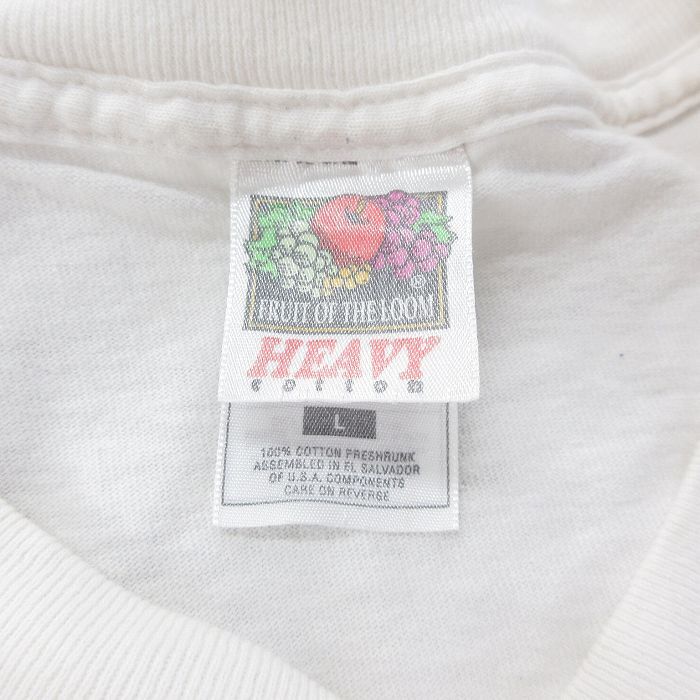 ®
FRUIT OF THE LOOM
HEAVY
COTTON
L
100% COTTON PRESHRUNK
ASSEMBLED IN EL SALVADOR
OF U.S.A. COMPONENTS
CARE ON REVERSE